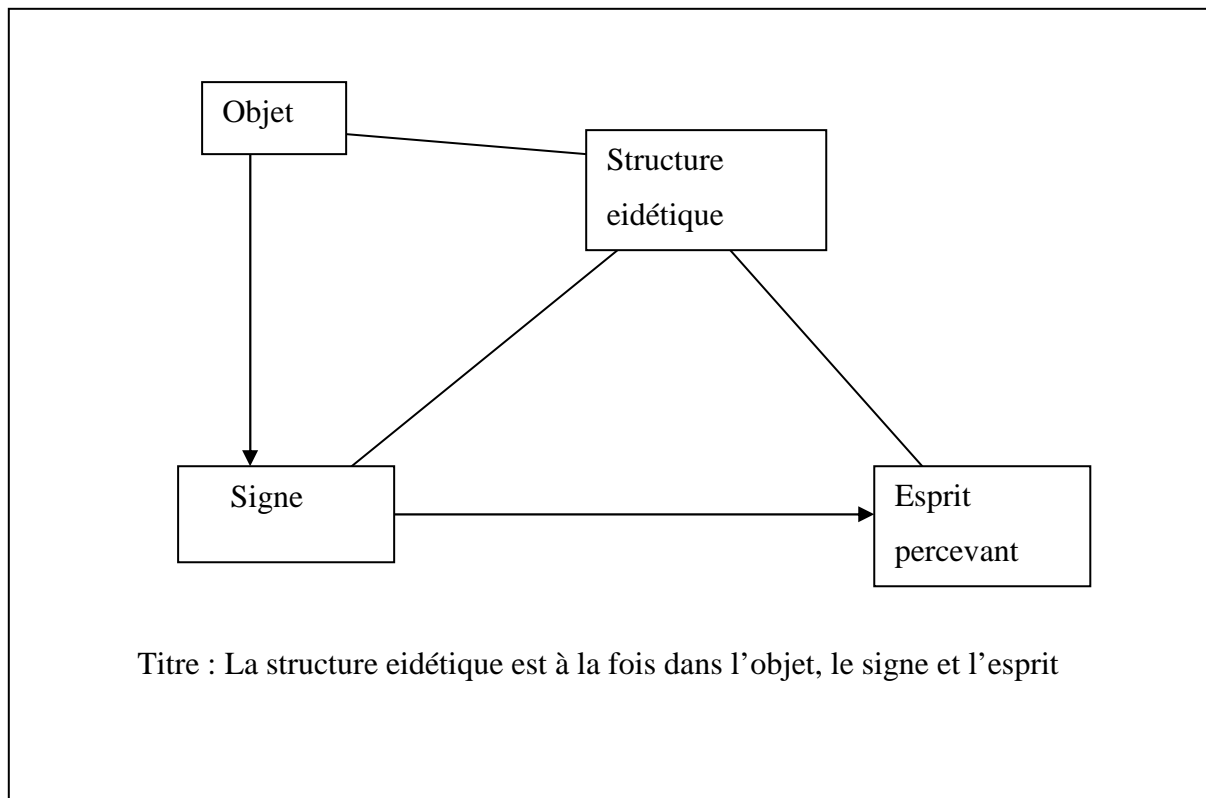 Objet
Structure
eidétique
Signe
Esprit
percevant
Titre : La structure eidétique est à la fois dans l’objet, le signe et l’esprit